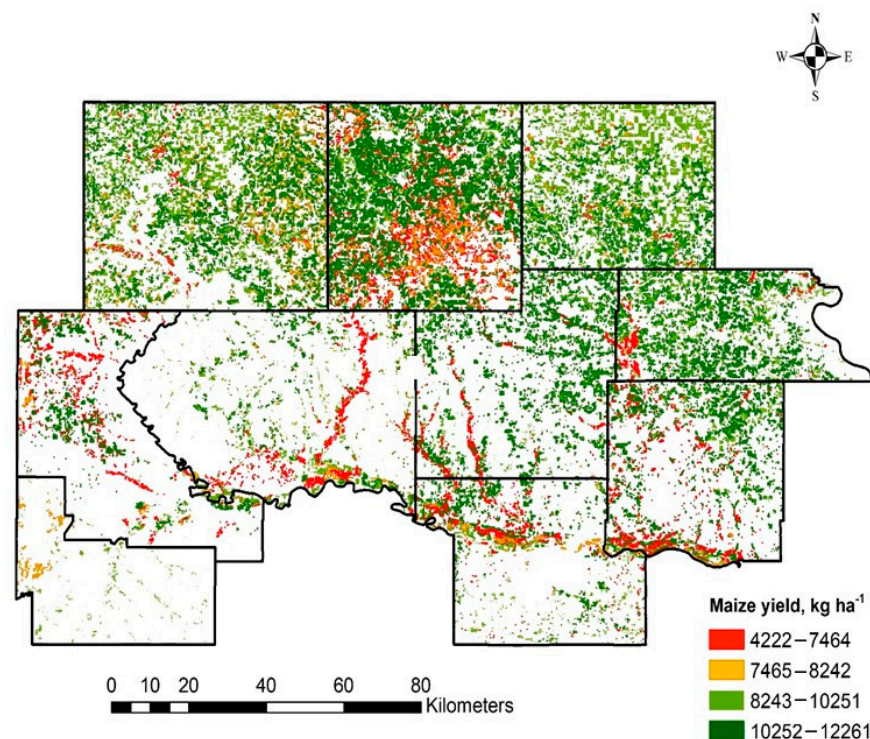 N
W E
S
0 10 20 40 60 80
Kilometers
Maize yield, kg ha⁻¹
4222–7464
7465–8242
8243–10251
10252–12261